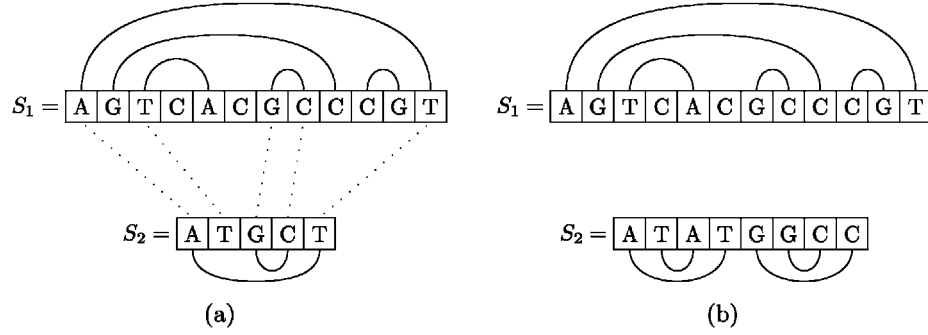 S₁ = A G T C A C G C C C G T
S₁ = A G T C A C G C C C G T
S₂ = A T G C T
S₂ = A T A T G G C C
(a)
(b)